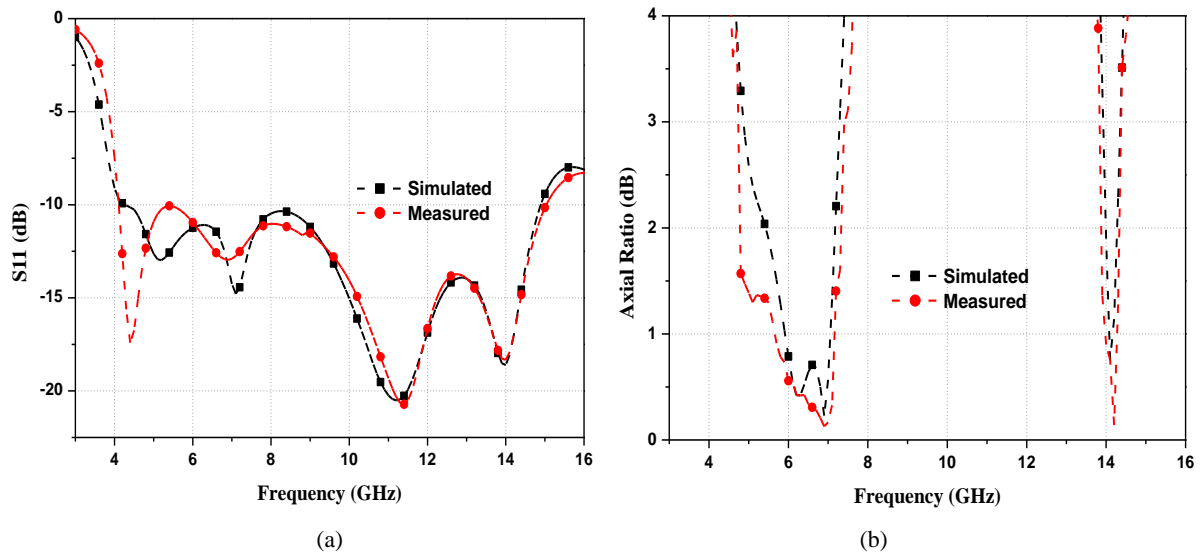 0
-5
-10
-15
-20
4 6 8 10 12 14 16
S11 (dB)
Frequency (GHz)
Simulated
Measured
(a)
4
3
2
1
0
4 6 8 10 12 14 16
Axial Ratio (dB)
Frequency (GHz)
Simulated
Measured
(b)